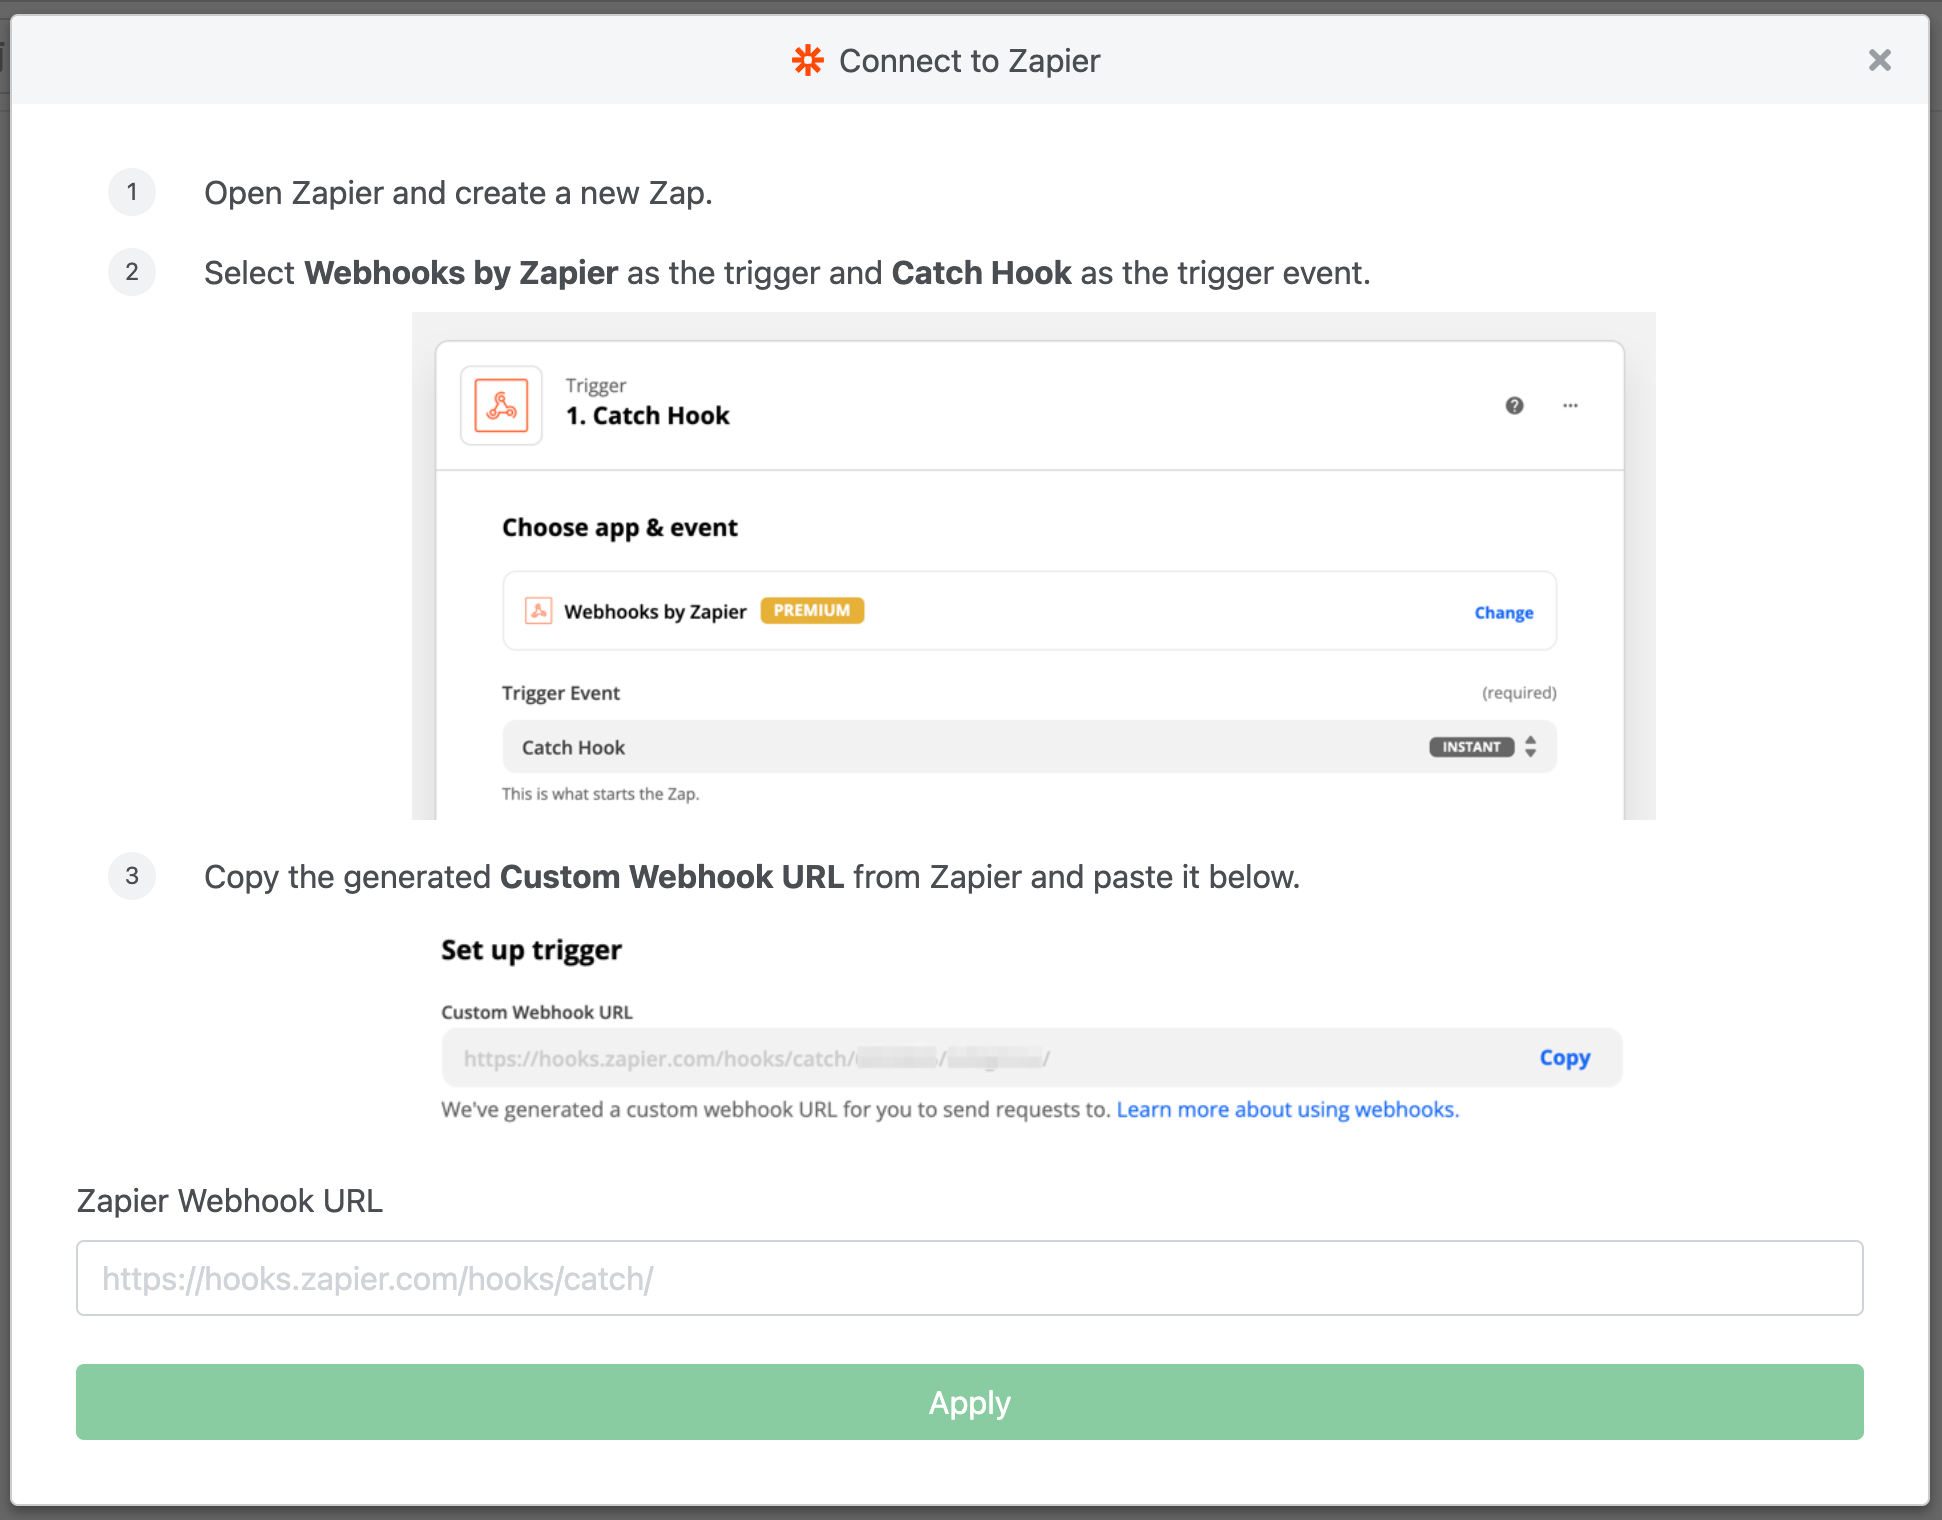 Connect to Zapier
1
Open Zapier and create a new Zap.
2
Select Webhooks by Zapier as the trigger and Catch Hook as the trigger event.
Trigger
1. Catch Hook
Choose app & event
Webhooks by Zapier PREMIUM Change
Trigger Event (required)
Catch Hook INSTANT
This is what starts the Zap.
3
Copy the generated Custom Webhook URL from Zapier and paste it below.
Set up trigger
Custom Webhook URL
https://hooks.zapier.com/hooks/catch/ / / Copy
We've generated a custom webhook URL for you to send requests to. Learn more about using webhooks.
Zapier Webhook URL
https://hooks.zapier.com/hooks/catch/
Apply